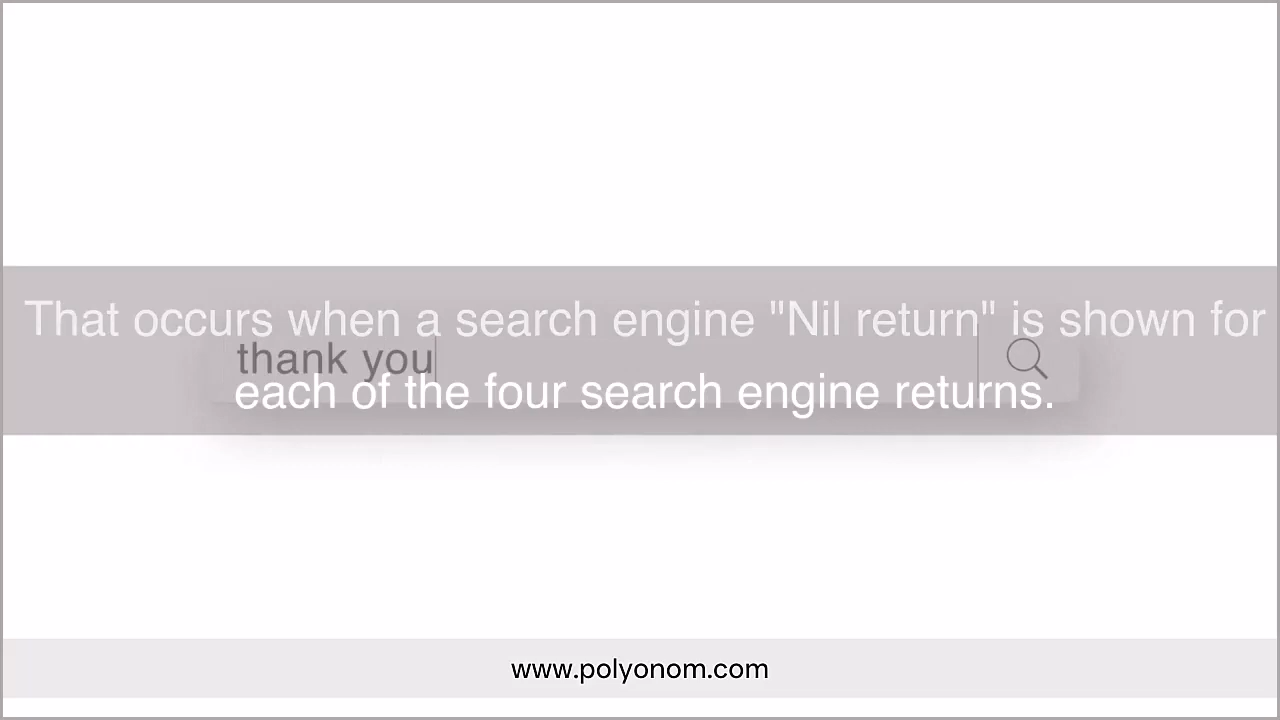 That occurs when a search engine "Nil return" is shown for
thank you
each of the four search engine returns.
www.polyonom.com